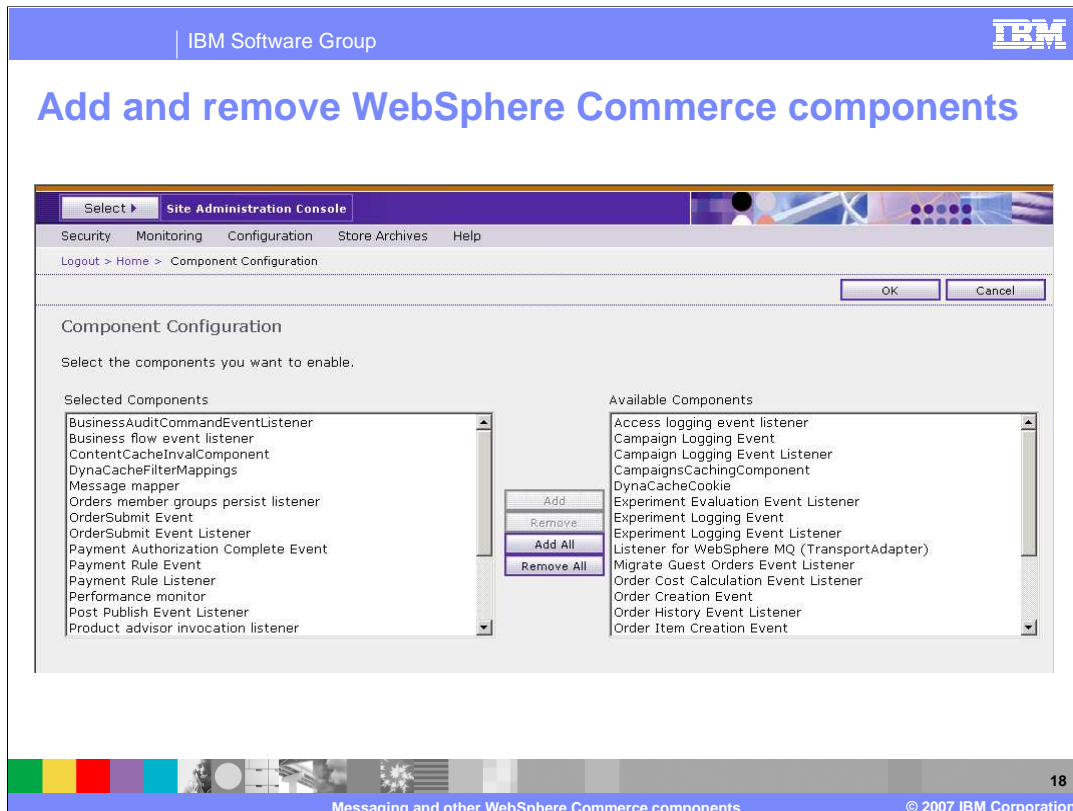 IBM Software Group
IBM
Add and remove WebSphere Commerce components
Select
Site Administration Console
Security Monitoring Configuration Store Archives Help
Logout > Home > Component Configuration
OK Cancel
Component Configuration
Select the components you want to enable.
Selected Components
BusinessAuditCommandEventListener
Business flow event listener
ContentCacheInvalComponent
DynaCacheFilterMappings
Message mapper
Orders member groups persist listener
OrderSubmit Event
OrderSubmit Event Listener
Payment Authorization Complete Event
Payment Rule Event
Payment Rule Listener
Performance monitor
Post Publish Event Listener
Product advisor invocation listener
Add
Remove
Add All
Remove All
Available Components
Access logging event listener
Campaign Logging Event
Campaign Logging Event Listener
CampaignsCachingComponent
DynaCacheCookie
Experiment Evaluation Event Listener
Experiment Logging Event
Experiment Logging Event Listener
Listener for WebSphere MQ (TransportAdapter)
Migrate Guest Orders Event Listener
Order Cost Calculation Event Listener
Order Creation Event
Order History Event Listener
Order Item Creation Event
18
Messaging and other WebSphere Commerce components
© 2007 IBM Corporation